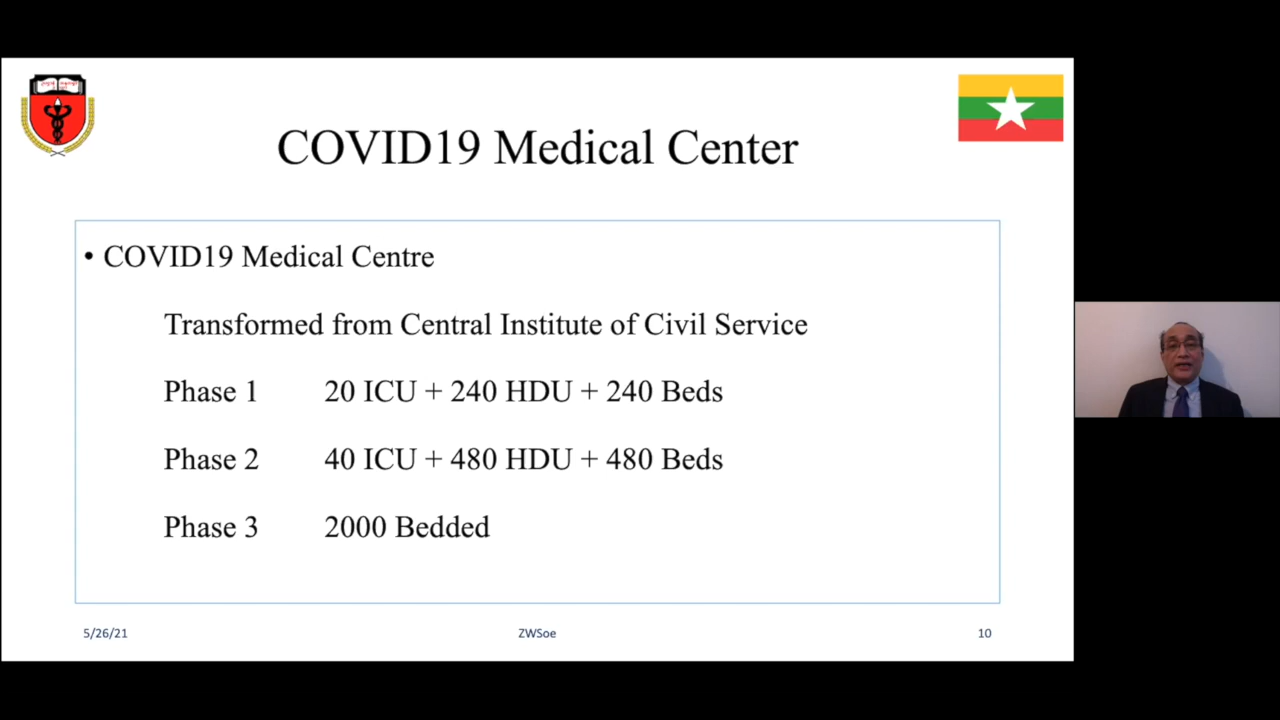 COVID19 Medical Center
• COVID19 Medical Centre
Transformed from Central Institute of Civil Service
Phase 1 20 ICU + 240 HDU + 240 Beds
Phase 2 40 ICU + 480 HDU + 480 Beds
Phase 3 2000 Bedded
5/26/21 ZWSoe 10